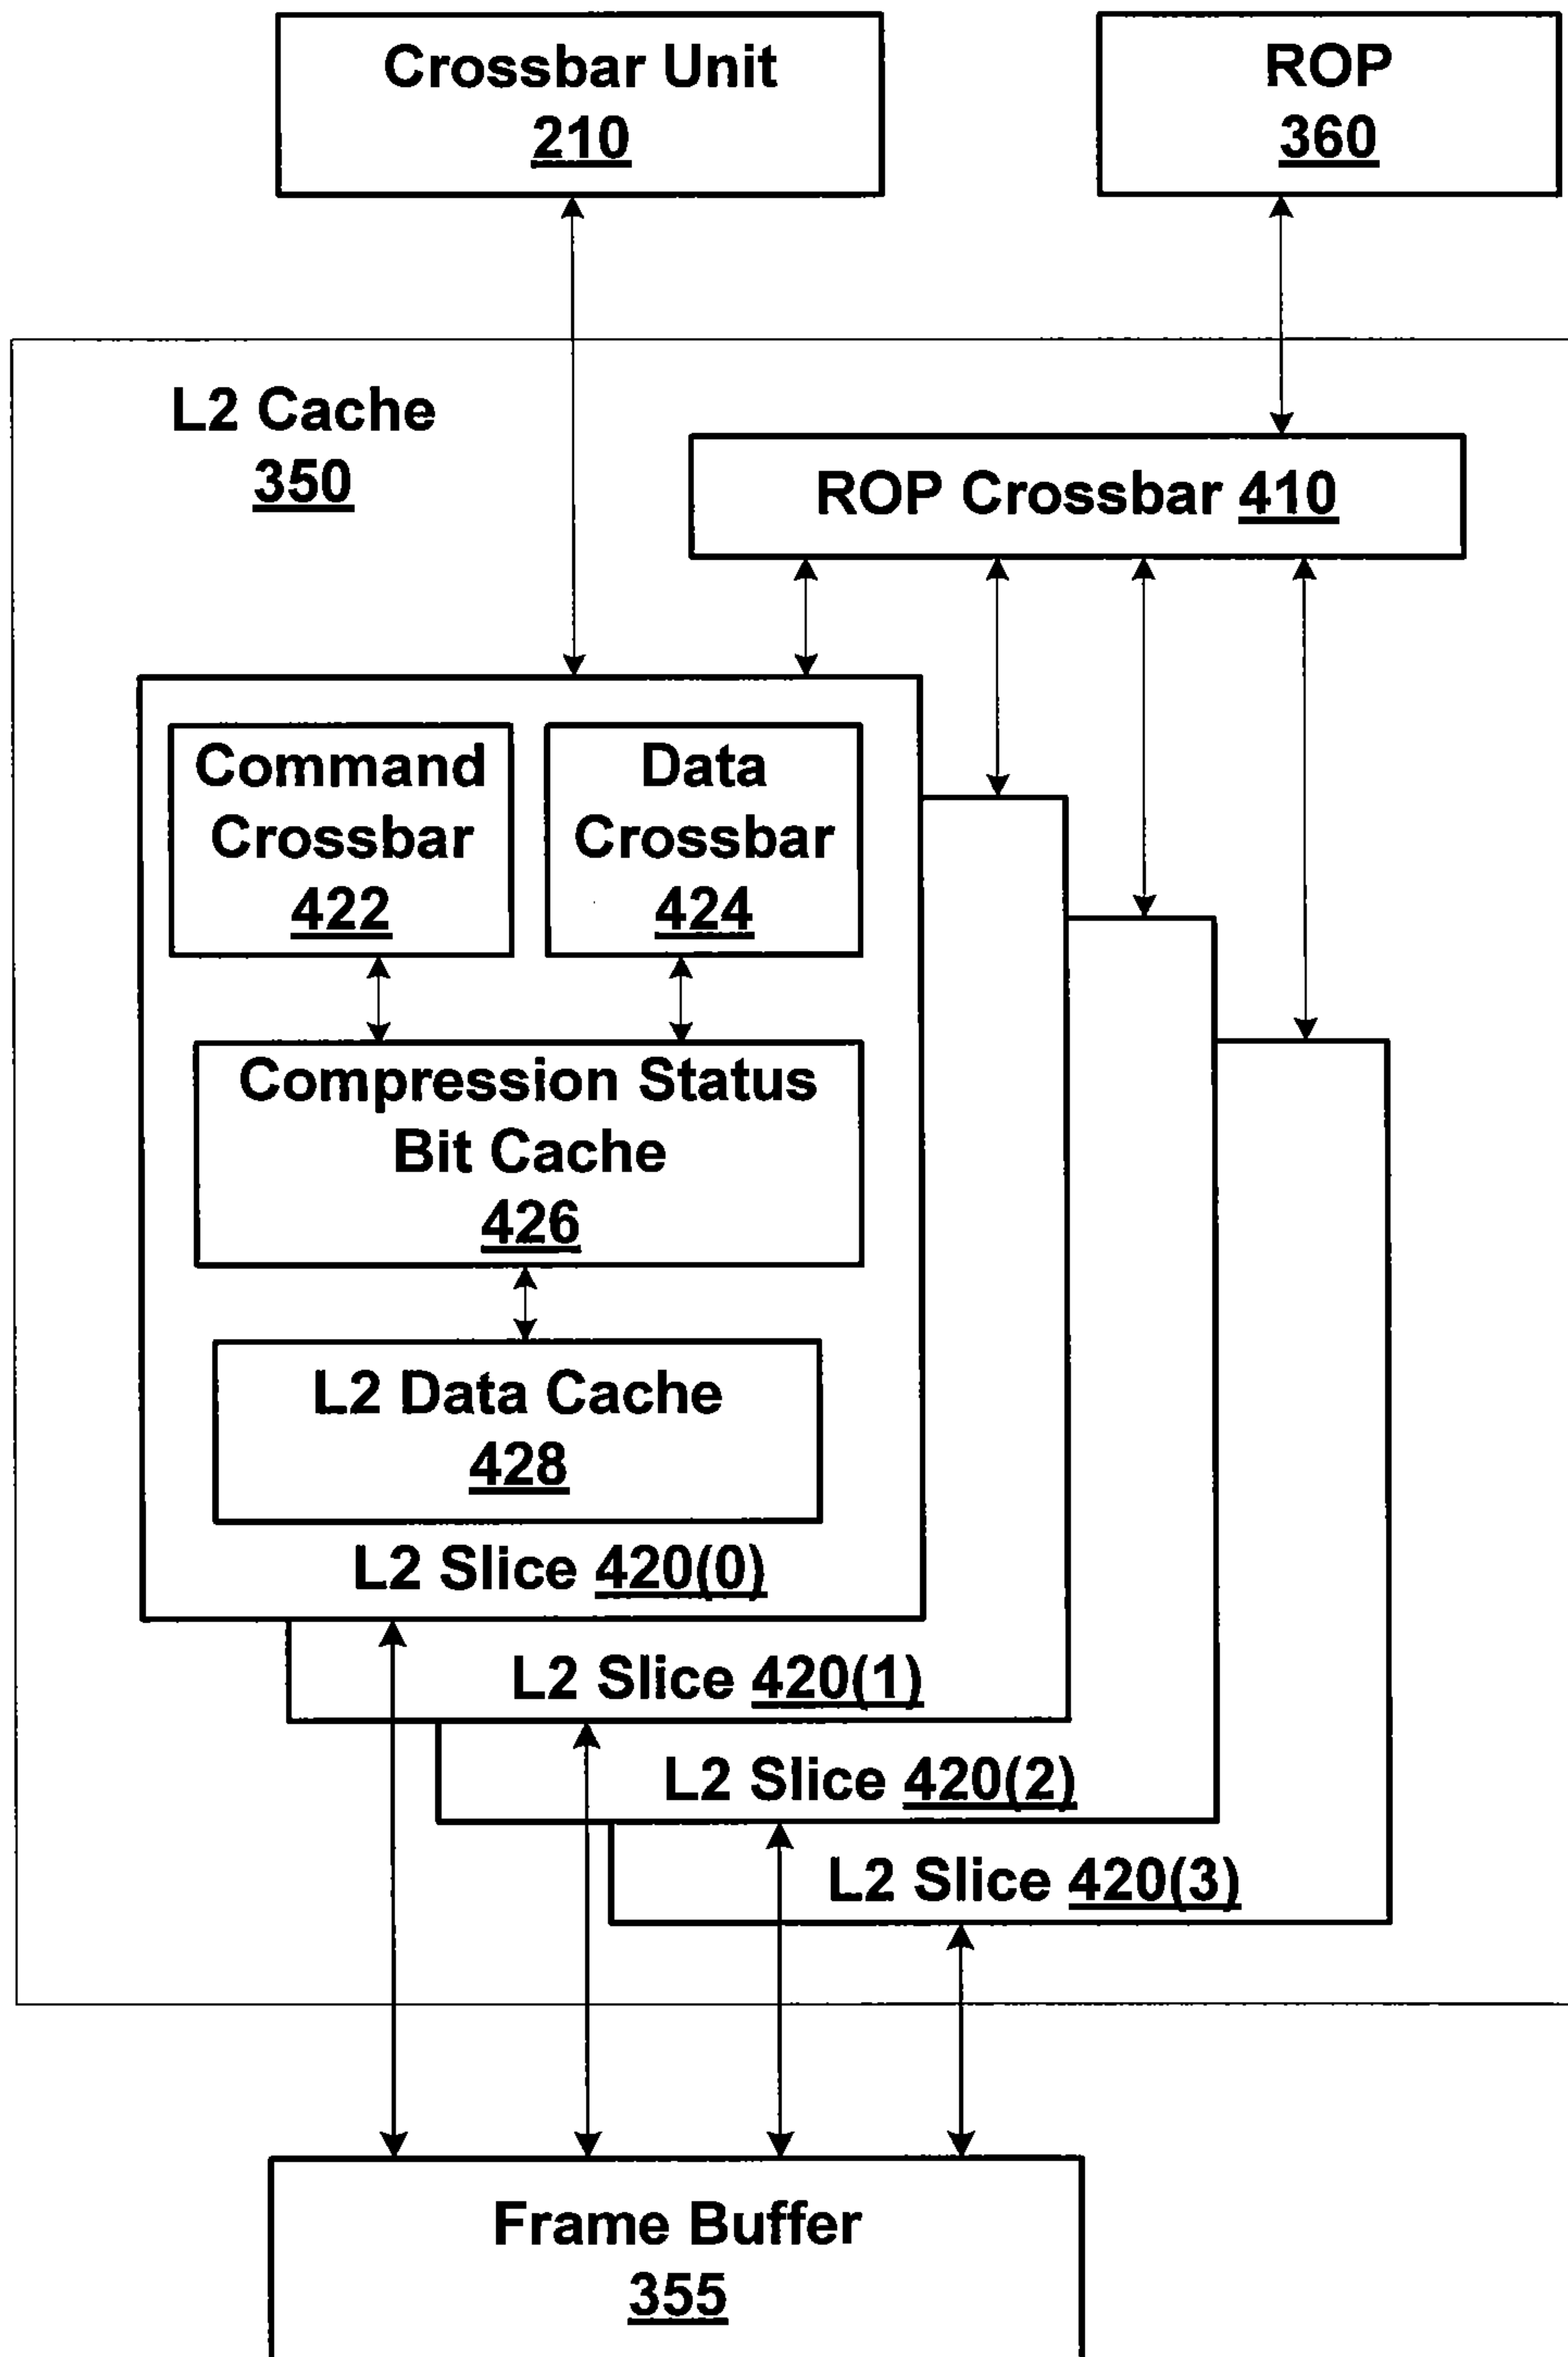 Crossbar Unit
210
ROP
360
L2 Cache
350
ROP Crossbar 410
Command
Crossbar
422
Data
Crossbar
424
Compression Status
Bit Cache
426
L2 Data Cache
428
L2 Slice 420(0)
L2 Slice 420(1)
L2 Slice 420(2)
L2 Slice 420(3)
Frame Buffer
355